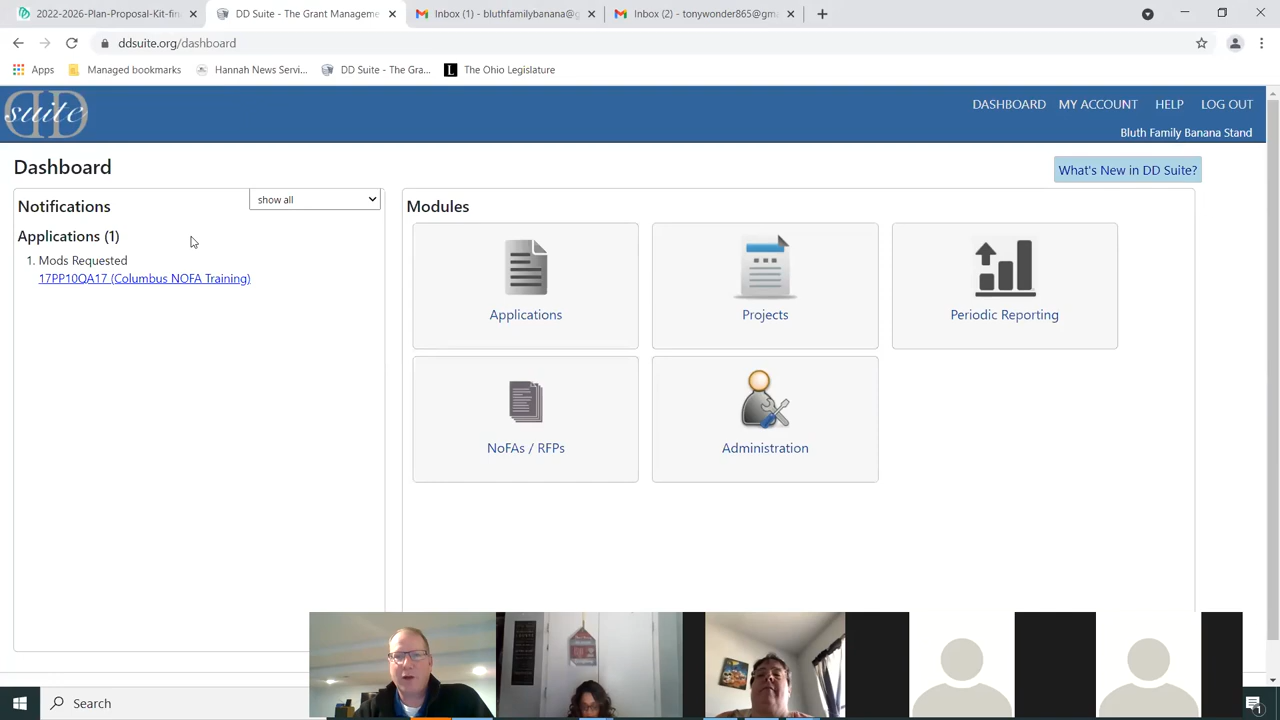 2022-2026-Plan-Proposal-Kit-fin
DD Suite - The Grant Manageme
Inbox (1) - bluthfamilybanana@g
Inbox (2) - tonywonder865@gm
ddsuite.org/dashboard
Apps
Managed bookmarks
Hannah News Servi...
DD Suite - The Gra...
The Ohio Legislature
DD suite
DASHBOARD
MY ACCOUNT
HELP
LOG OUT
Bluth Family Banana Stand
Dashboard
What's New in DD Suite?
Notifications
show all
Applications (1)
1. Mods Requested
17PP10QA17 (Columbus NOFA Training)
Modules
Applications
Projects
Periodic Reporting
NoFAs / RFPs
Administration
Search